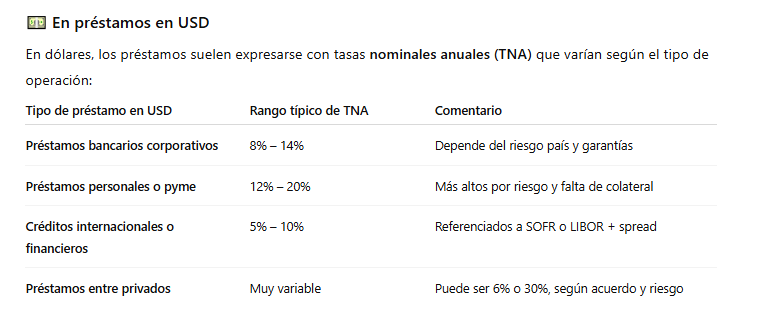 💵 En préstamos en USD
En dólares, los préstamos suelen expresarse con tasas nominales anuales (TNA) que varían según el tipo de
operación:
Tipo de préstamo en USD Rango típico de TNA Comentario
Préstamos bancarios corporativos 8% – 14% Depende del riesgo país y garantías
Préstamos personales o pyme 12% – 20% Más altos por riesgo y falta de colateral
Créditos internacionales o 5% – 10% Referenciados a SOFR o LIBOR + spread
financieros
Préstamos entre privados Muy variable Puede ser 6% o 30%, según acuerdo y riesgo